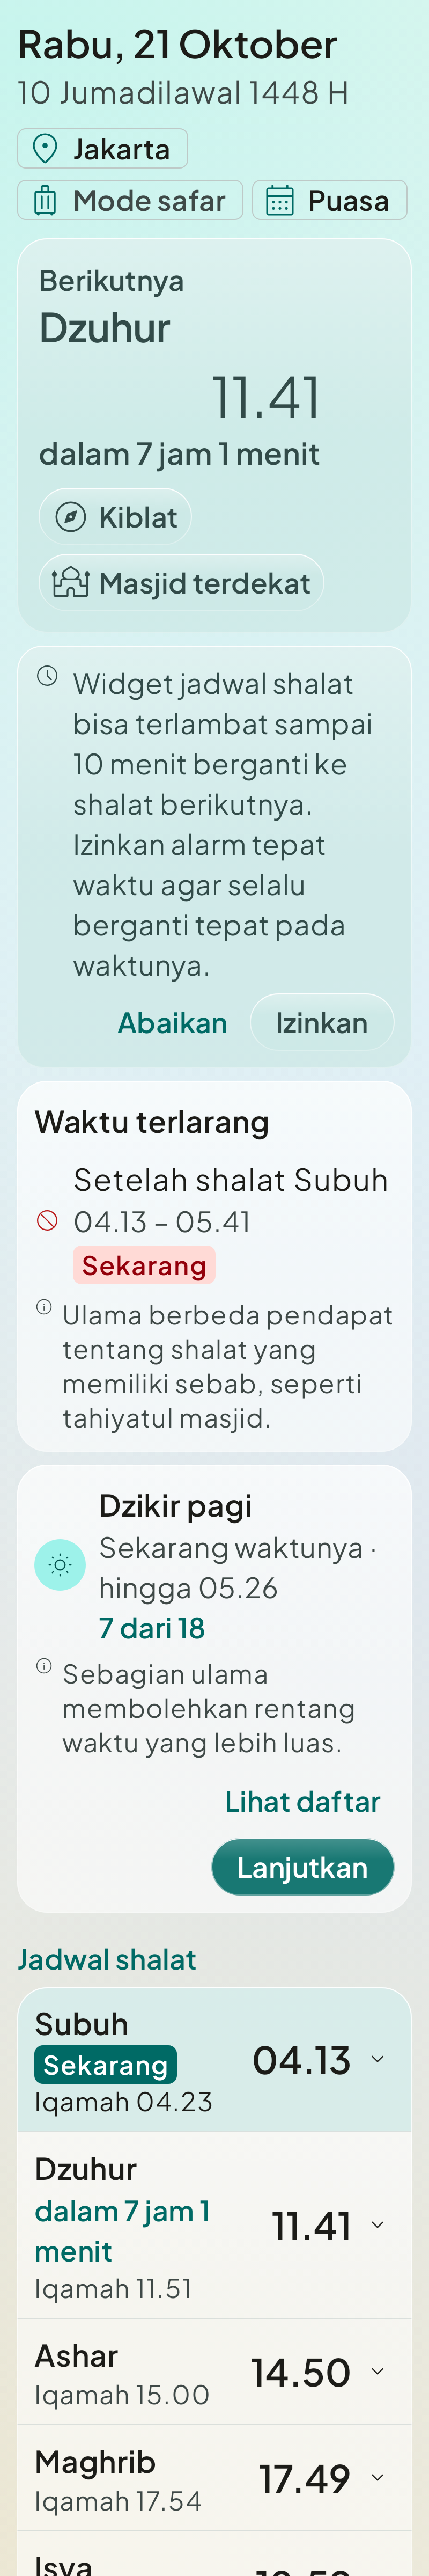 Rabu, 21 Oktober
10 Jumadilawal 1448 H
Jakarta
Mode safar
Puasa
Berikutnya
Dzuhur
11.41
dalam 7 jam 1 menit
Kiblat
Masjid terdekat
Widget jadwal shalat
bisa terlambat sampai
10 menit berganti ke
shalat berikutnya.
Izinkan alarm tepat
waktu agar selalu
berganti tepat pada
waktunya.
Abaikan
Izinkan
Waktu terlarang
Setelah shalat Subuh
04.13 – 05.41
Sekarang
Ulama berbeda pendapat
tentang shalat yang
memiliki sebab, seperti
tahiyatul masjid.
Dzikir pagi
Sekarang waktunya ·
hingga 05.26
7 dari 18
Sebagian ulama
membolehkan rentang
waktu yang lebih luas.
Lihat daftar
Lanjutkan
Jadwal shalat
Subuh
Sekarang
04.13
Iqamah 04.23
Dzuhur
dalam 7 jam 1
menit
11.41
Iqamah 11.51
Ashar
14.50
Iqamah 15.00
Maghrib
17.49
Iqamah 17.54
Isya